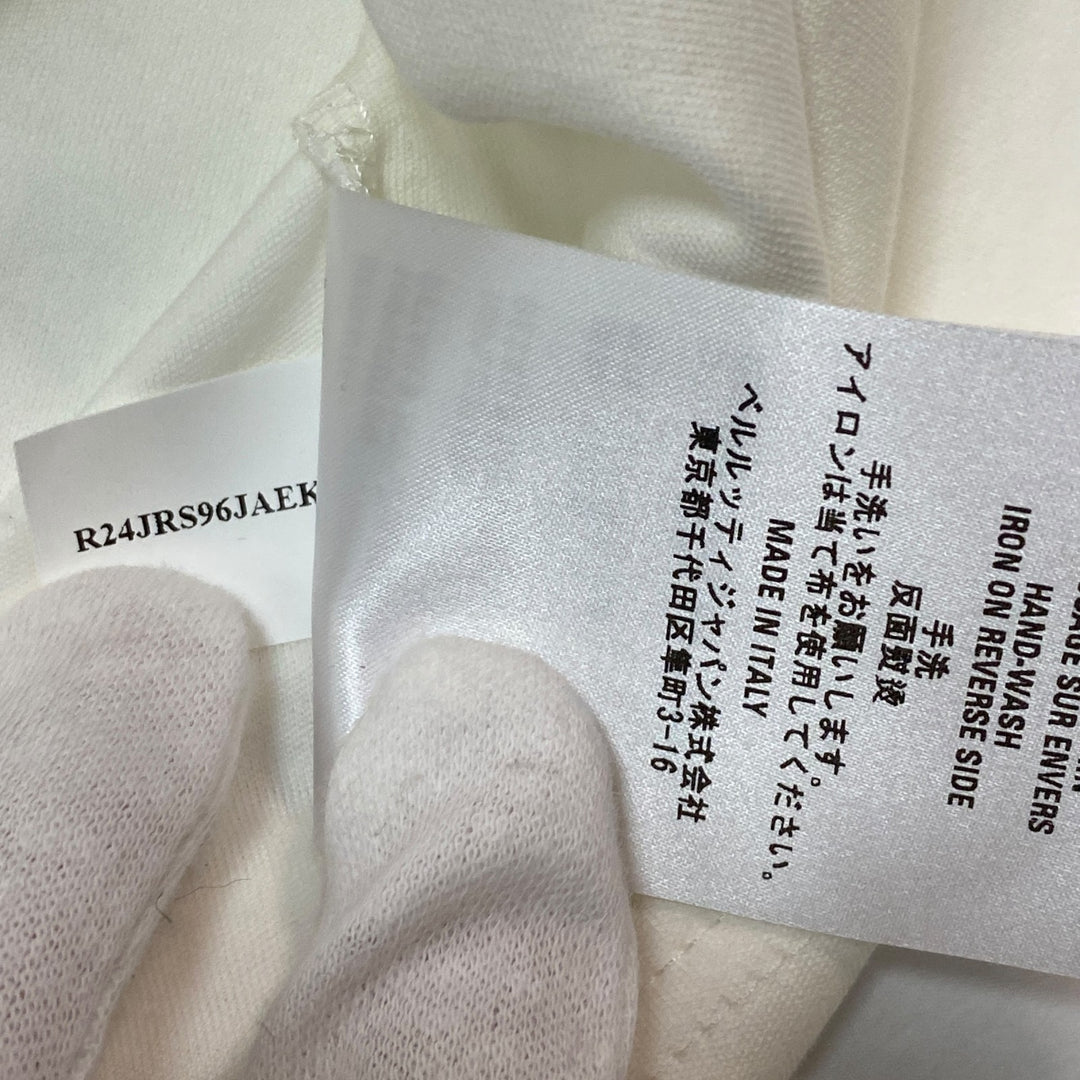 R24JRS96JAEK
SUR ENVERS
HAND-WASH
IRON ON REVERSE SIDE
手洗
反面熨烫
手洗いをお願いします。
アイロンは当て布を使用してください。
MADE IN ITALY
ベルルッティジャパン株式会社
東京都千代田区隼町3-16